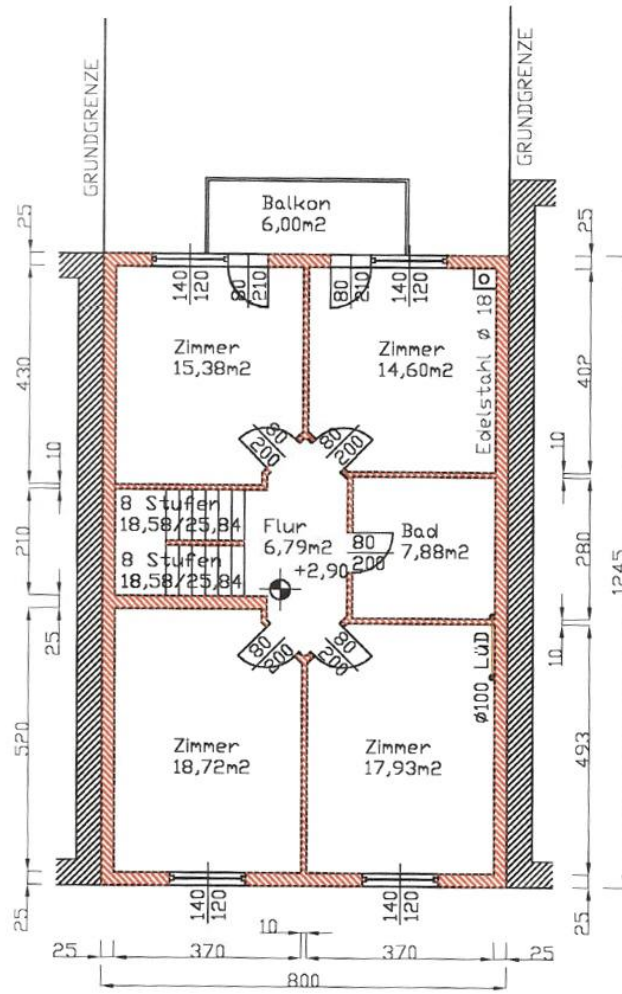 GRUNDGRENZE
GRUNDGRENZE
Balkon
6,00m2
25
25
140
120
80
210
80
210
140
120
Zimmer
15,38m2
Zimmer
14,60m2
Edelstahl ø 18
430
402
80
200
80
200
10
10
8 Stufen
18,58/25,84
8 Stufen
18,58/25,84
Flur
6,79m2
+2,90
80
200
Bad
7,88m2
210
280
1245
25
10
80
200
80
200
ø100 LüD
Zimmer
18,72m2
Zimmer
17,93m2
520
493
140
120
140
120
25
25
10
25
370
370
25
800